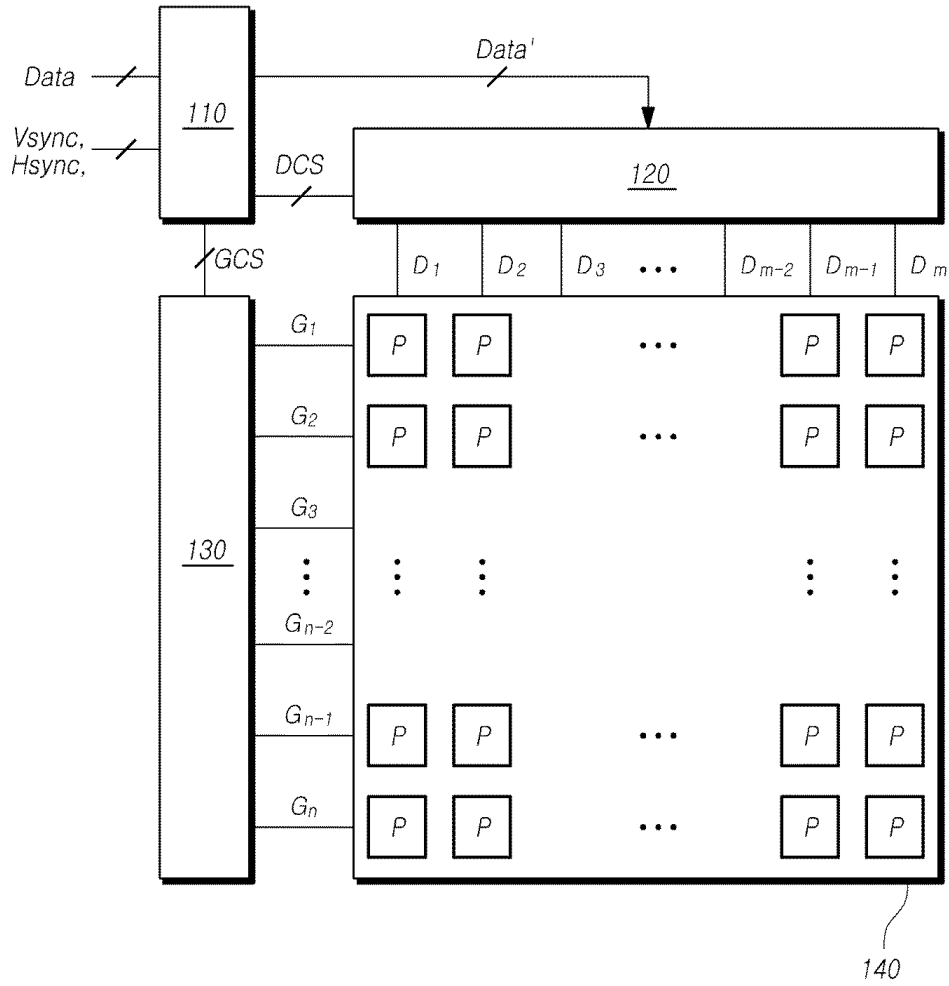 Data
Vsync,
Hsync,
110
Data'
DCS
120
GCS
D1 D2 D3 ••• Dm-2 Dm-1 Dm
G1 P P ••• P P
G2 P P ••• P P
G3
130
Gn-2
Gn-1 P P ••• P P
Gn P P ••• P P
140